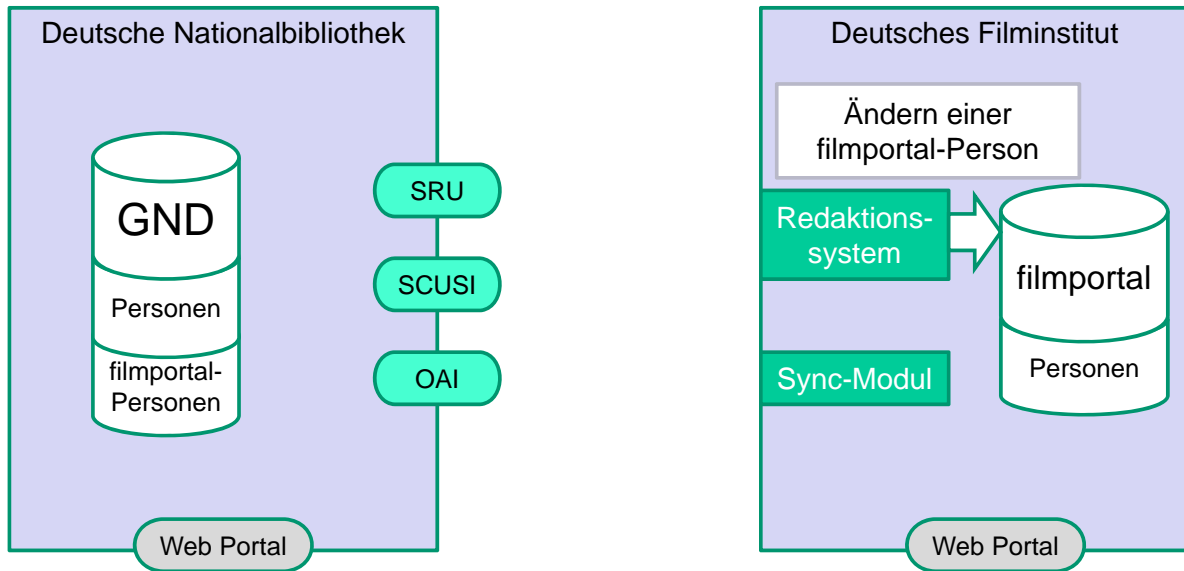 Deutsche Nationalbibliothek
GND
Personen
filmportal-
Personen
SRU
SCUSI
OAI
Web Portal
Deutsches Filminstitut
Ändern einer
filmportal-Person
Redaktions-
system
filmportal
Personen
Sync-Modul
Web Portal